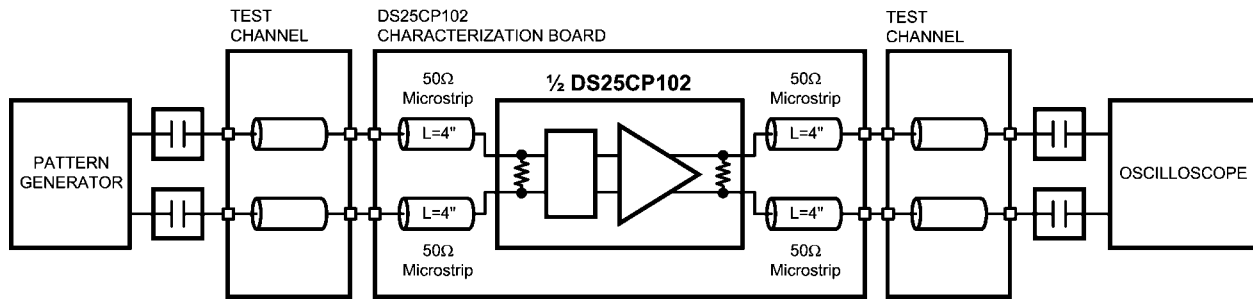 TEST
CHANNEL
DS25CP102
CHARACTERIZATION BOARD
TEST
CHANNEL
50Ω
Microstrip
½ DS25CP102
50Ω
Microstrip
L=4"
L=4"
PATTERN
GENERATOR
OSCILLOSCOPE
L=4"
L=4"
50Ω
Microstrip
50Ω
Microstrip